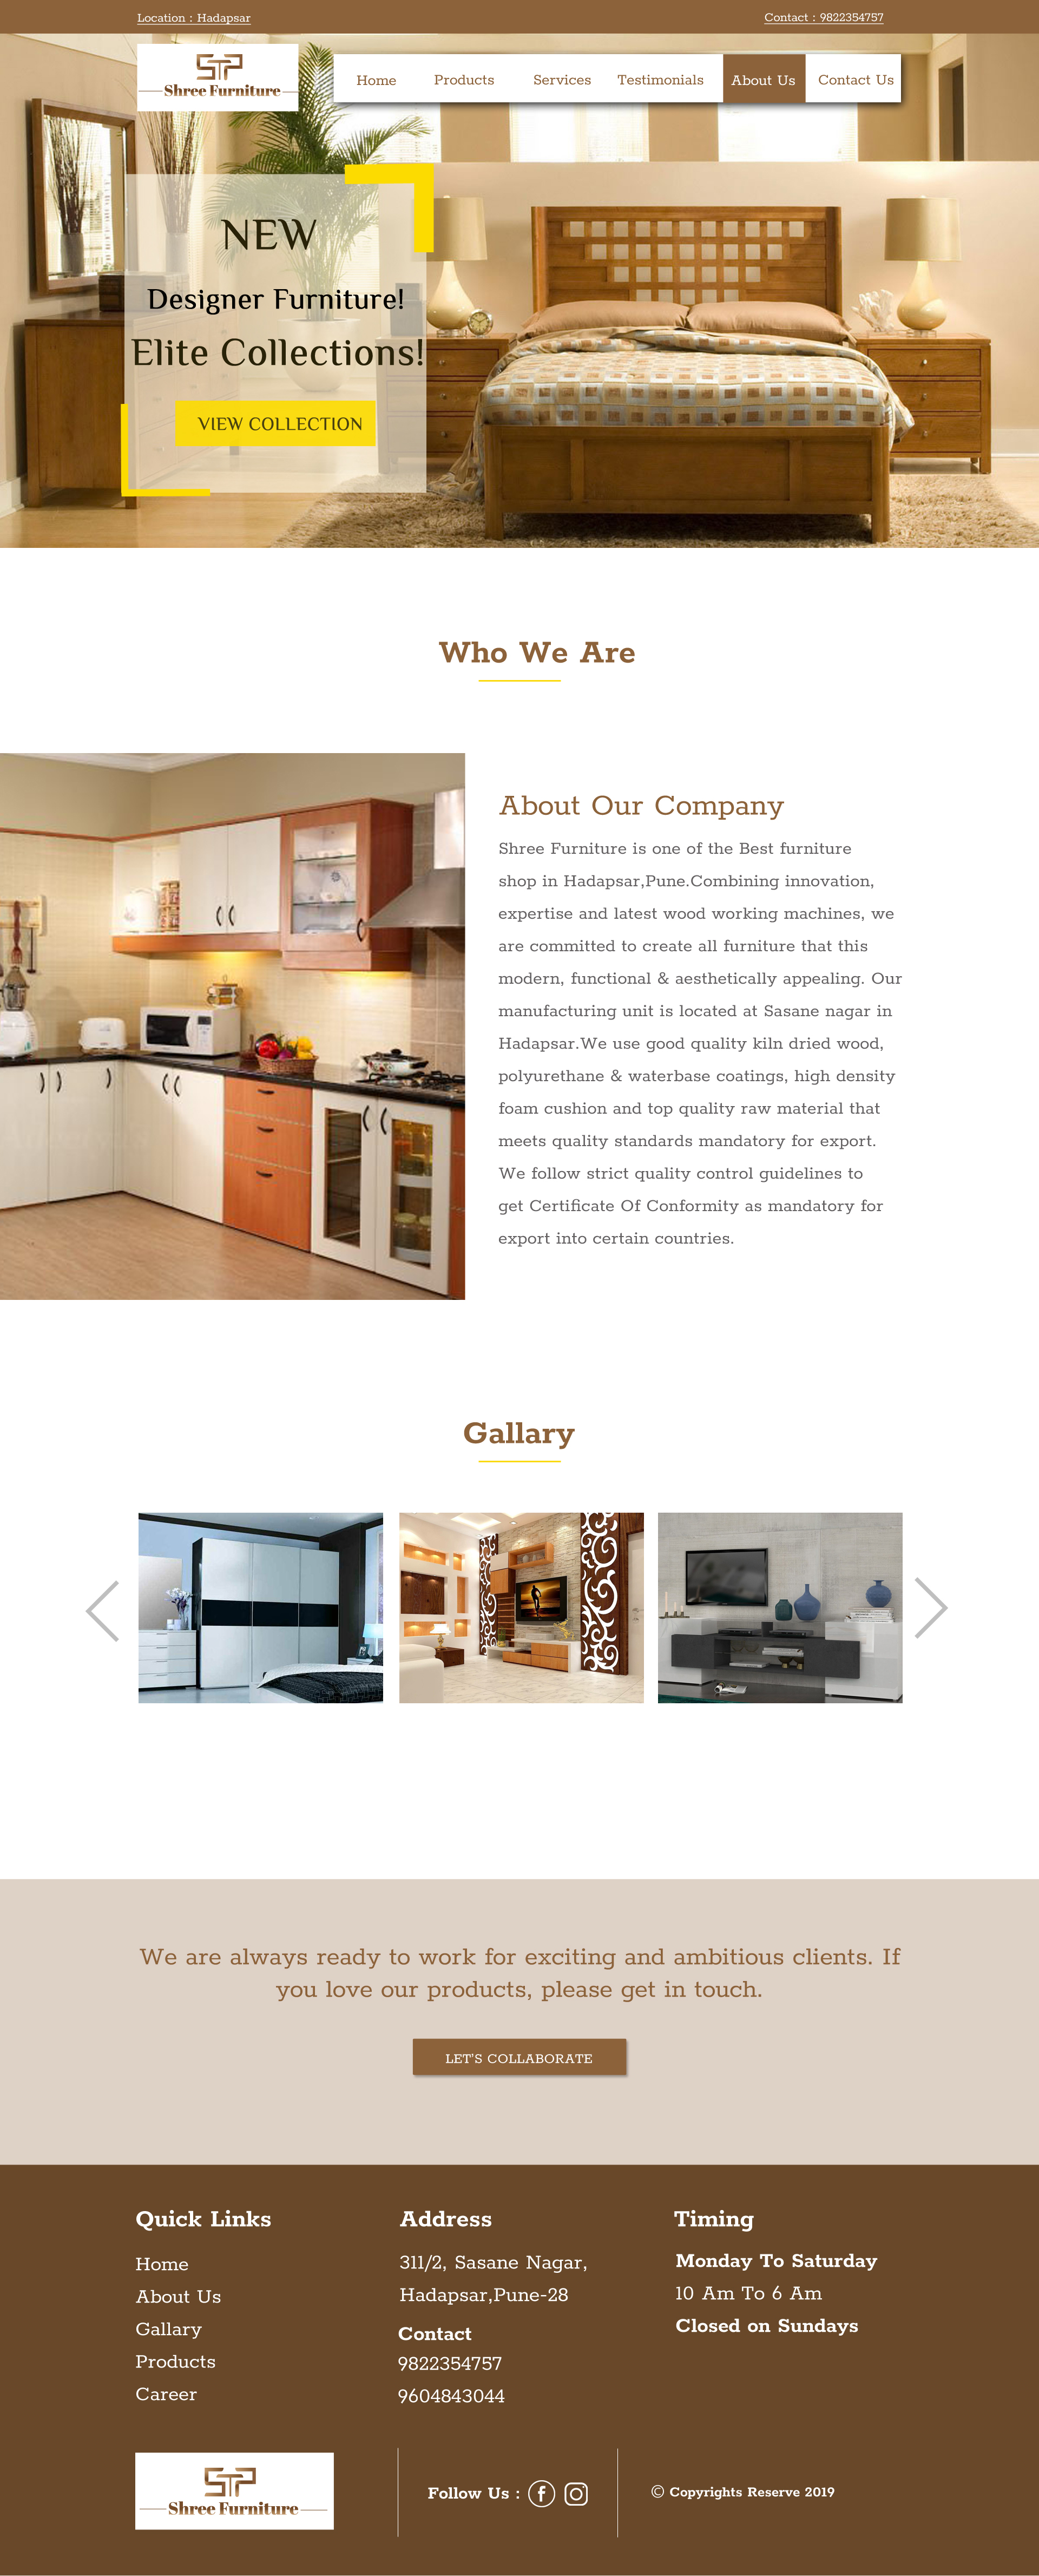 Location : Hadapsar
Contact : 9822354757
STP
Shree Furniture
Home Products Services Testimonials About Us Contact Us
NEW
Designer Furniture!
Elite Collections!
VIEW COLLECTION
Who We Are
About Our Company
Shree Furniture is one of the Best furniture
shop in Hadapsar,Pune.Combining innovation,
expertise and latest wood working machines, we
are committed to create all furniture that this
modern, functional & aesthetically appealing. Our
manufacturing unit is located at Sasane nagar in
Hadapsar.We use good quality kiln dried wood,
polyurethane & waterbase coatings, high density
foam cushion and top quality raw material that
meets quality standards mandatory for export.
We follow strict quality control guidelines to
get Certificate Of Conformity as mandatory for
export into certain countries.
Gallary
We are always ready to work for exciting and ambitious clients. If
you love our products, please get in touch.
LET'S COLLABORATE
Quick Links
Home
About Us
Gallary
Products
Career
Address
311/2, Sasane Nagar,
Hadapsar,Pune-28
Contact
9822354757
9604843044
Timing
Monday To Saturday
10 Am To 6 Am
Closed on Sundays
STP
Shree Furniture
Follow Us :
© Copyrights Reserve 2019